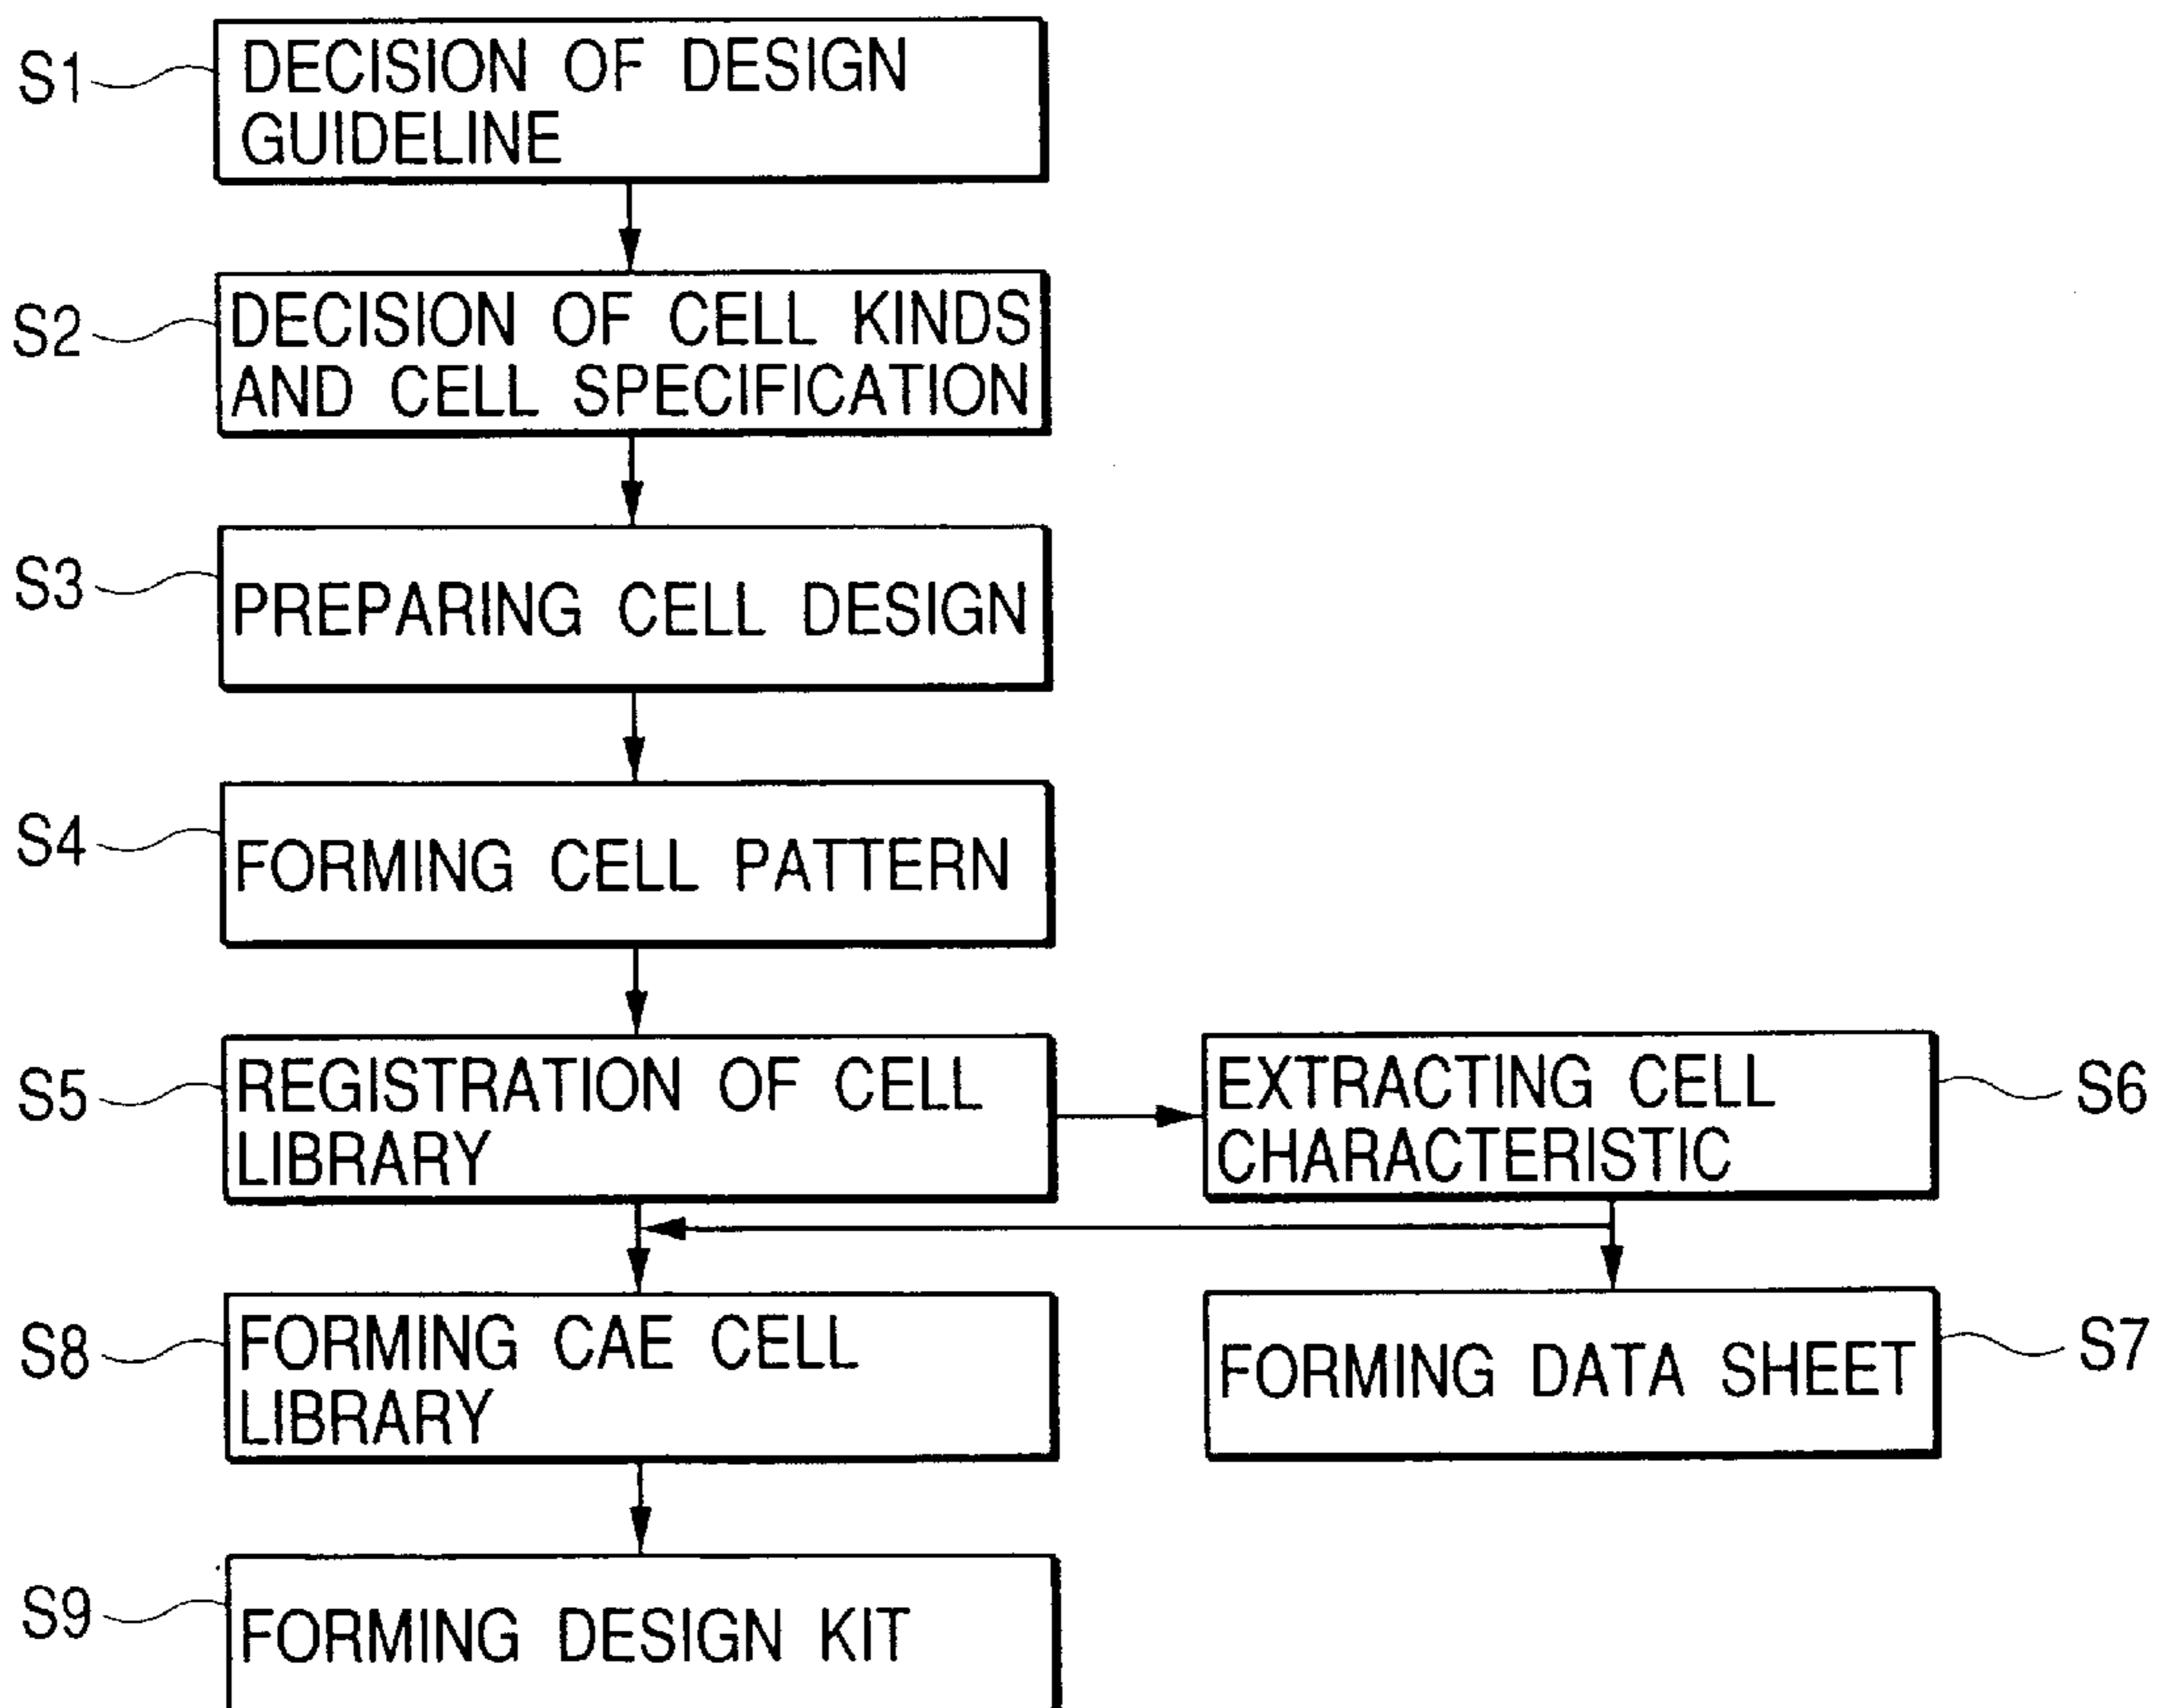 S1
DECISION OF DESIGN
GUIDELINE
S2
DECISION OF CELL KINDS
AND CELL SPECIFICATION
S3
PREPARING CELL DESIGN
S4
FORMING CELL PATTERN
S5
REGISTRATION OF CELL
LIBRARY
EXTRACTING CELL
CHARACTERISTIC
S6
S8
FORMING CAE CELL
LIBRARY
FORMING DATA SHEET
S7
S9
FORMING DESIGN KIT